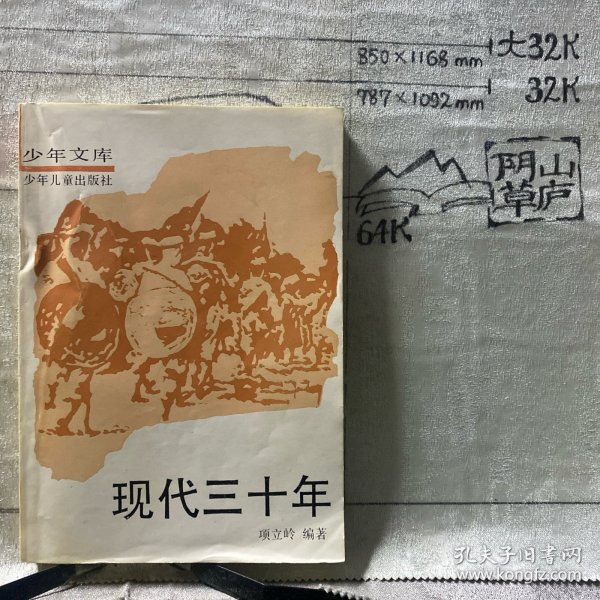 850×1168mm 大32K
787×1092mm 32K
64K
山庐
草
少年文库
少年儿童出版社
现代三十年
项立岭 编著
孔夫子旧书网
www.kongfz.com